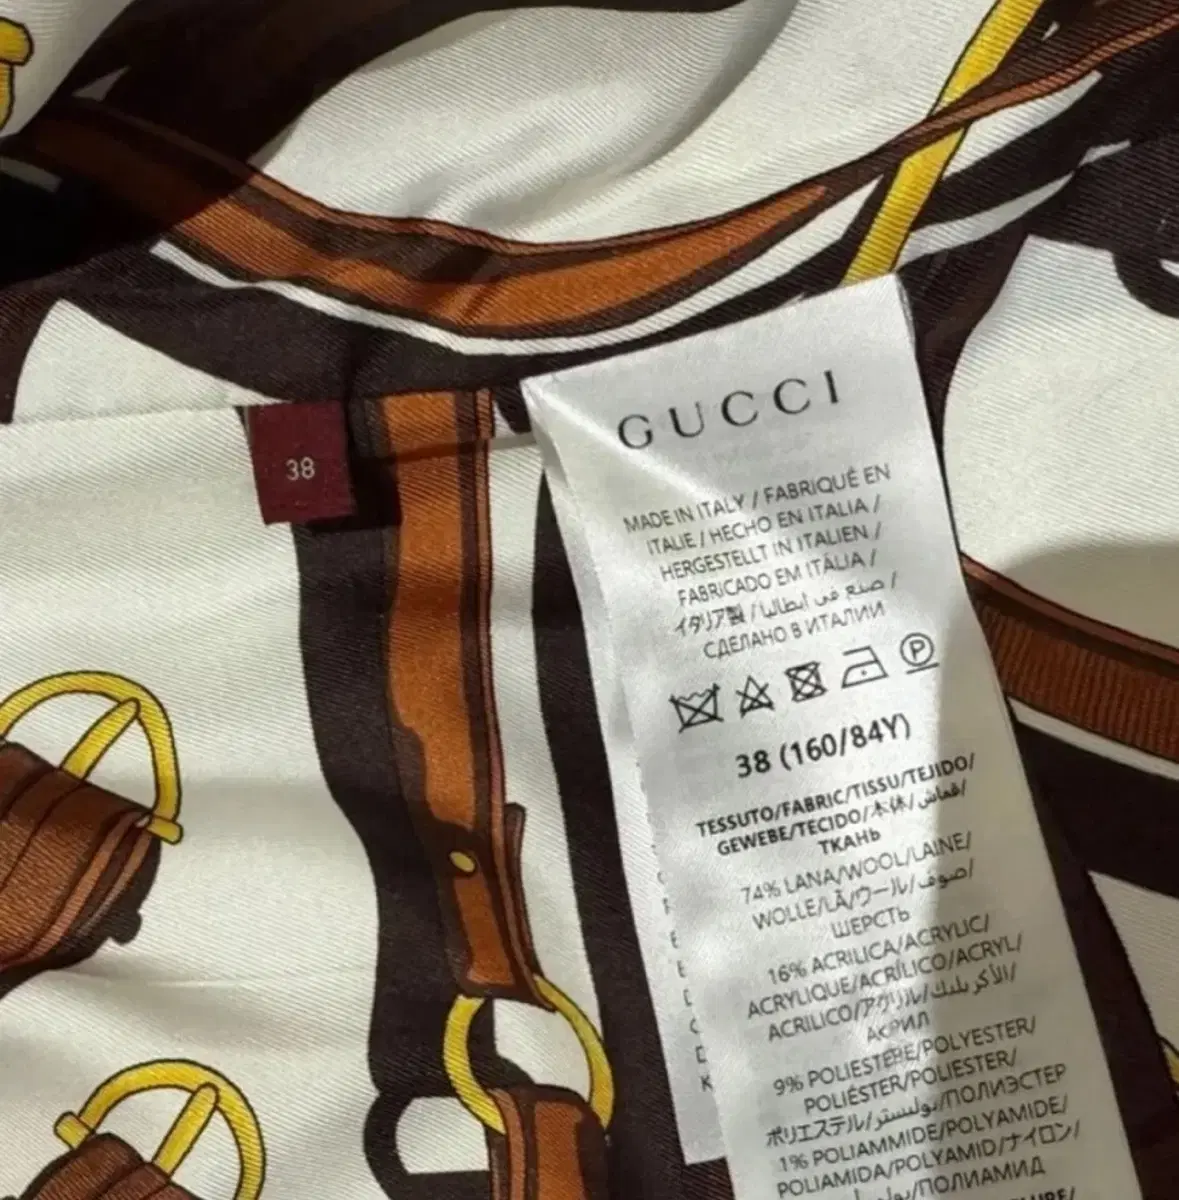 38
GUCCI
MADE IN ITALY / FABRIQUÉ EN
ITALIE / HECHO EN ITALIA /
HERGESTELLT IN ITALIEN /
FABRICADO EM ITÁLIA /
イタリア製 / صنع في ايطاليا /
СДЕЛАНО В ИТАЛИИ
P
38 (160/84Y)
TESSUTO/FABRIC/TISSU/TEJIDO/
GEWEBE/TECIDO/本体/قماش/
ТКАНЬ
74% LANA/WOOL/LAINE/
WOLLE/LÃ/ウール/صوف/
ШЕРСТЬ
16% ACRILICA/ACRYLIC/
ACRYLIQUE/ACRÍLICO/ACRYL/
ACRILICO/アクリル/الأكريليك/
АКРИЛ
9% POLIESTERE/POLYESTER/
POLIÉSTER/POLIESTER/
ポリエステル/بوليستر/ПОЛИЭСТЕР
1% POLIAMMIDE/POLYAMIDE/
POLIAMIDA/POLYAMID/ナイロン/
/ПОЛИАМИД